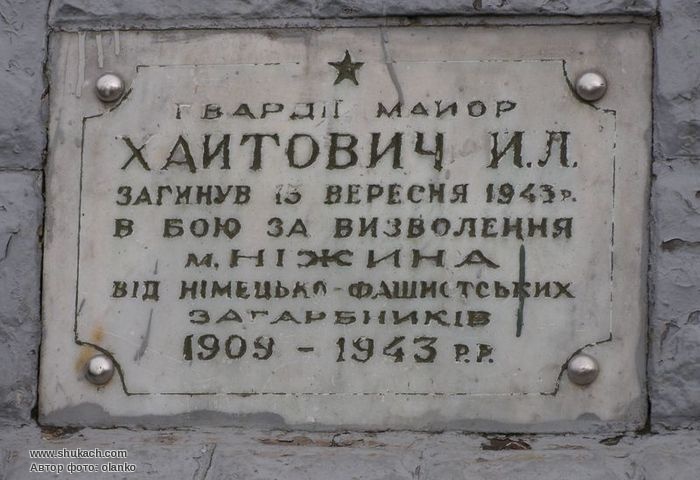 ГВАРДІЇ МАЙОР
ХАИТОВИЧ И.Л.
ЗАГИНУВ 15 ВЕРЕСНЯ 1943 р.
В БОЮ ЗА ВИЗВОЛЕННЯ
м. НІЖИНА
ВІД НІМЕЦЬКО-ФАШИСТСЬКИХ
ЗАГАРБНИКІВ
1909 - 1943 Р.Р.
www.shukach.com
Автор фото: olanko